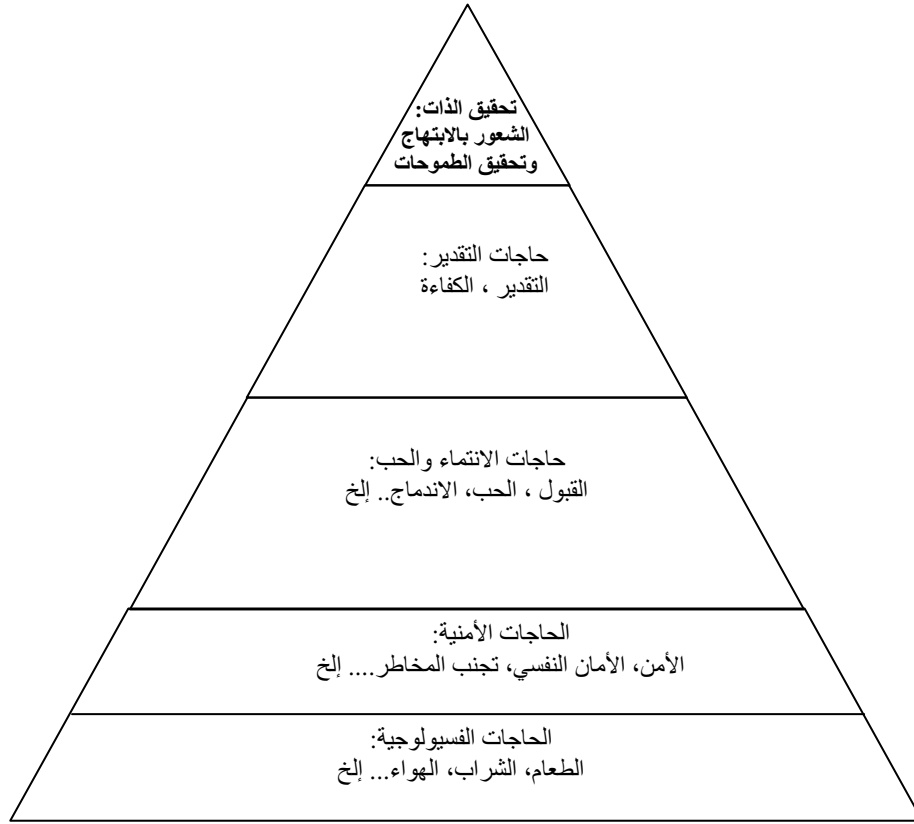 تحقيق الذات:
الشعور بالابتهاج
وتحقيق الطموحات
حاجات التقدير:
التقدير ، الكفاءة
حاجات الانتماء والحب:
القبول ، الحب، الاندماج.. إلخ
الحاجات الأمنية:
الأمن، الأمان النفسي، تجنب المخاطر.... إلخ
الحاجات الفسيولوجية:
الطعام، الشراب، الهواء... إلخ